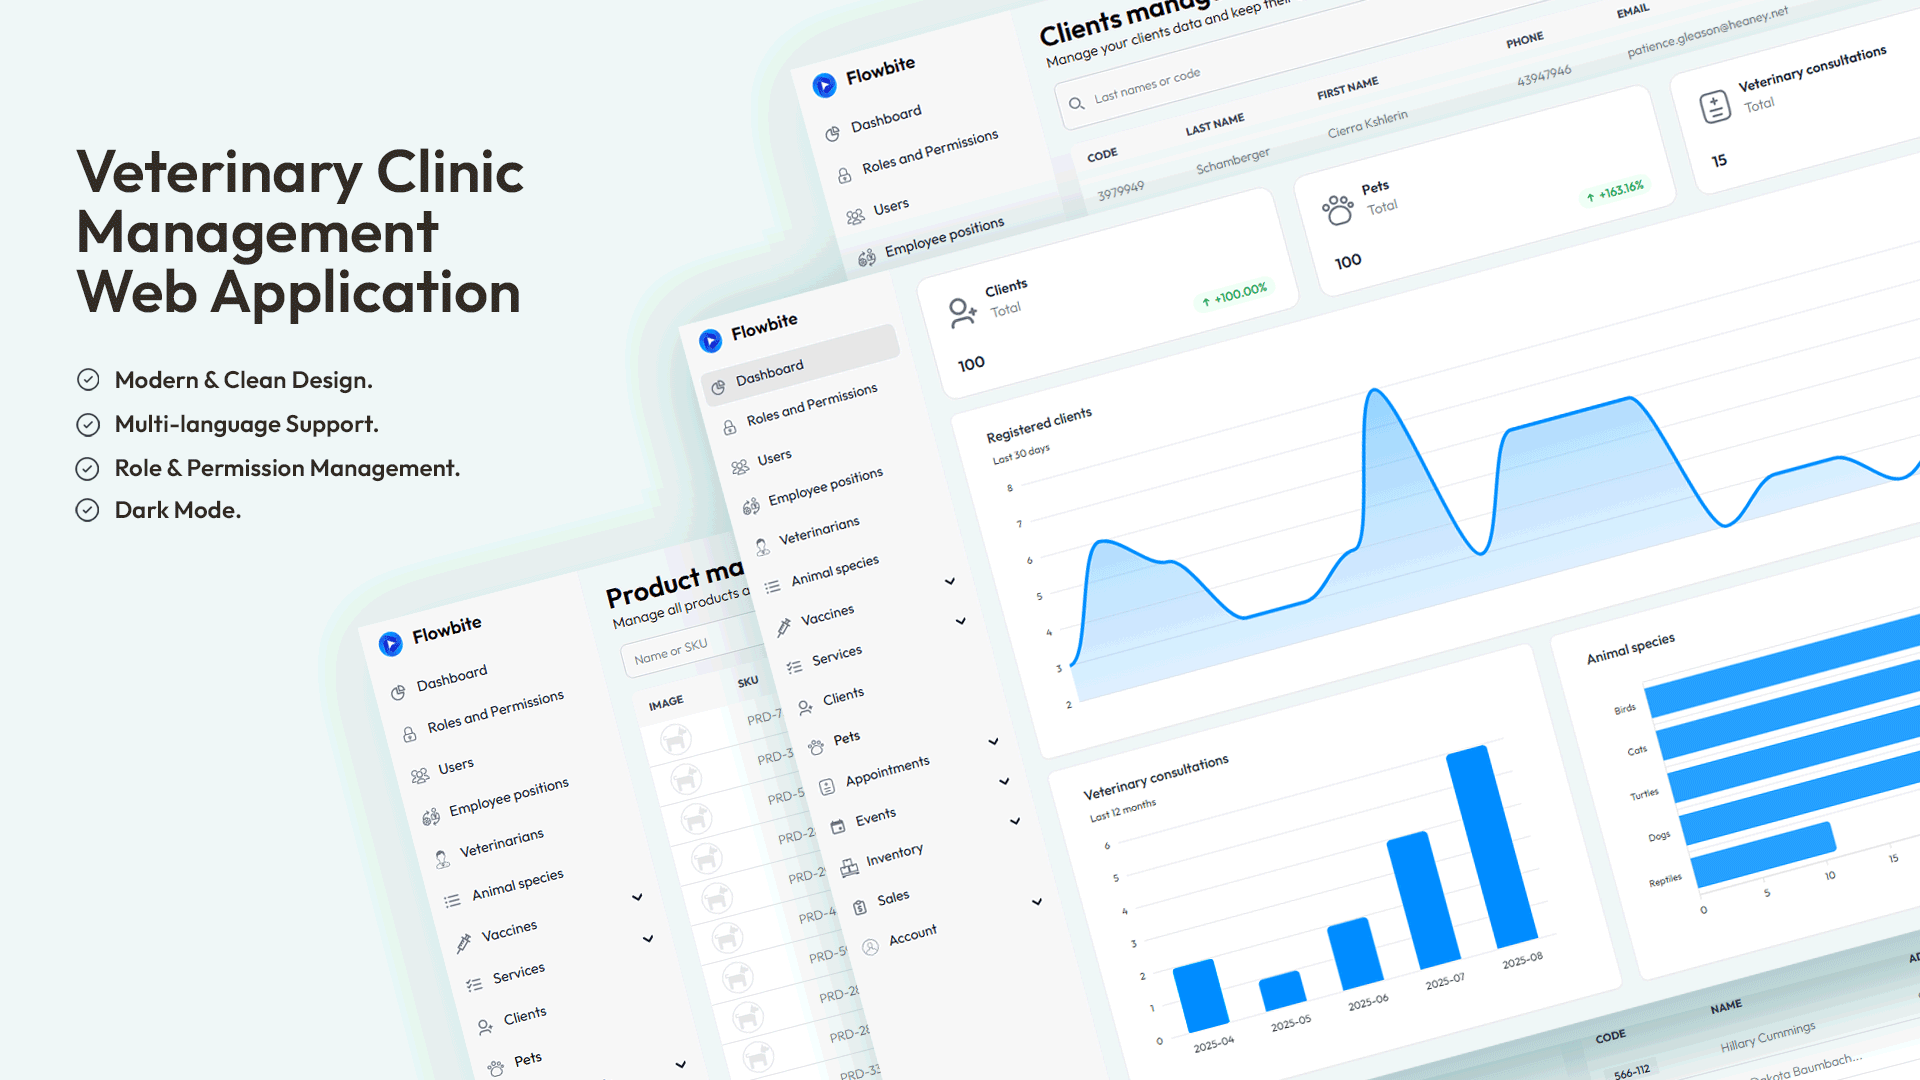 Veterinary Clinic
Management
Web Application
Modern & Clean Design.
Multi-language Support.
Role & Permission Management.
Dark Mode.
Flowbite
Dashboard
Roles and Permissions
Users
Employee positions
Clients
Manage your clients data and keep
Last names or code
CODE
LAST NAME
FIRST NAME
PHONE
EMAIL
3979949
Schamberger
Cierra Kshlerin
43947946
patience.gleason@heaney.net
Flowbite
Dashboard
Roles and Permissions
Users
Employee positions
Veterinarians
Animal species
Vaccines
Services
Clients
Pets
Appointments
Events
Inventory
Sales
Account
Clients
Total
100
↑ +100.00%
Pets
Total
100
↑ +163.16%
Veterinary consultations
Total
15
Registered clients
Last 30 days
8
7
6
5
4
3
2
Veterinary consultations
Last 12 months
6
5
4
3
2
1
0
2025-04
2025-05
2025-06
2025-07
2025-08
Animal species
Birds
Cats
Turtles
Dogs
Reptiles
0
5
10
15
Flowbite
Dashboard
Roles and Permissions
Users
Employee positions
Veterinarians
Animal species
Vaccines
Services
Clients
Pets
Product ma
Manage all products a
Name or SKU
IMAGE
SKU
PRD-7
PRD-3
PRD-5
PRD-2
PRD-2
PRD-4
PRD-5
PRD-28
PRD-28
PRD-33
CODE
NAME
AD
566-112
Hillary Cummings
Dakota Baumbach...